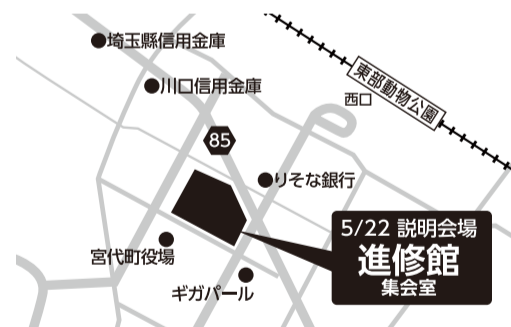 埼玉縣信用金庫
川口信用金庫
東部動物公園
西口
85
りそな銀行
5/22 説明会場
進修館
集会室
宮代町役場
ギガパール